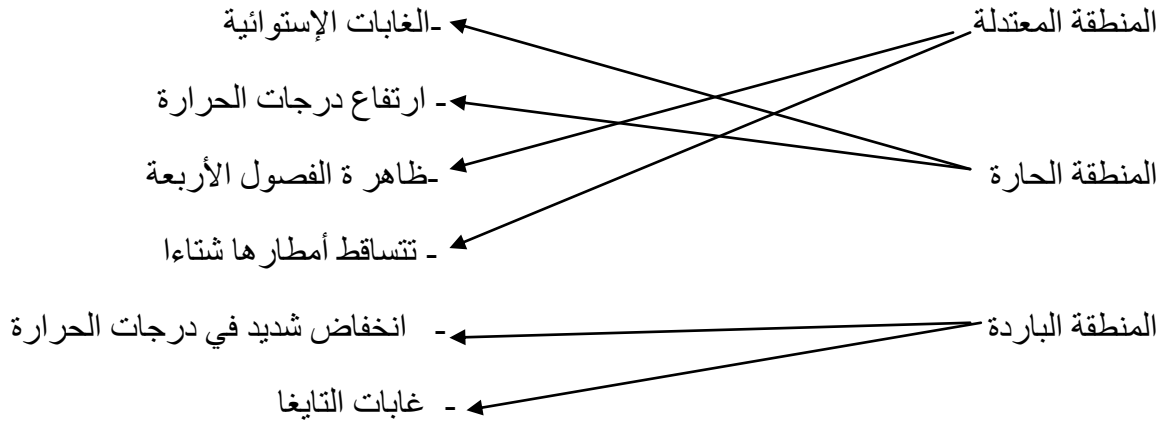 المنطقة المعتدلة -الغابات الإستوائية
- ارتفاع درجات الحرارة
المنطقة الحارة -ظاهر ة الفصول الأربعة
- تتساقط أمطارها شتاءا
المنطقة الباردة - انخفاض شديد في درجات الحرارة
- غابات التايغا